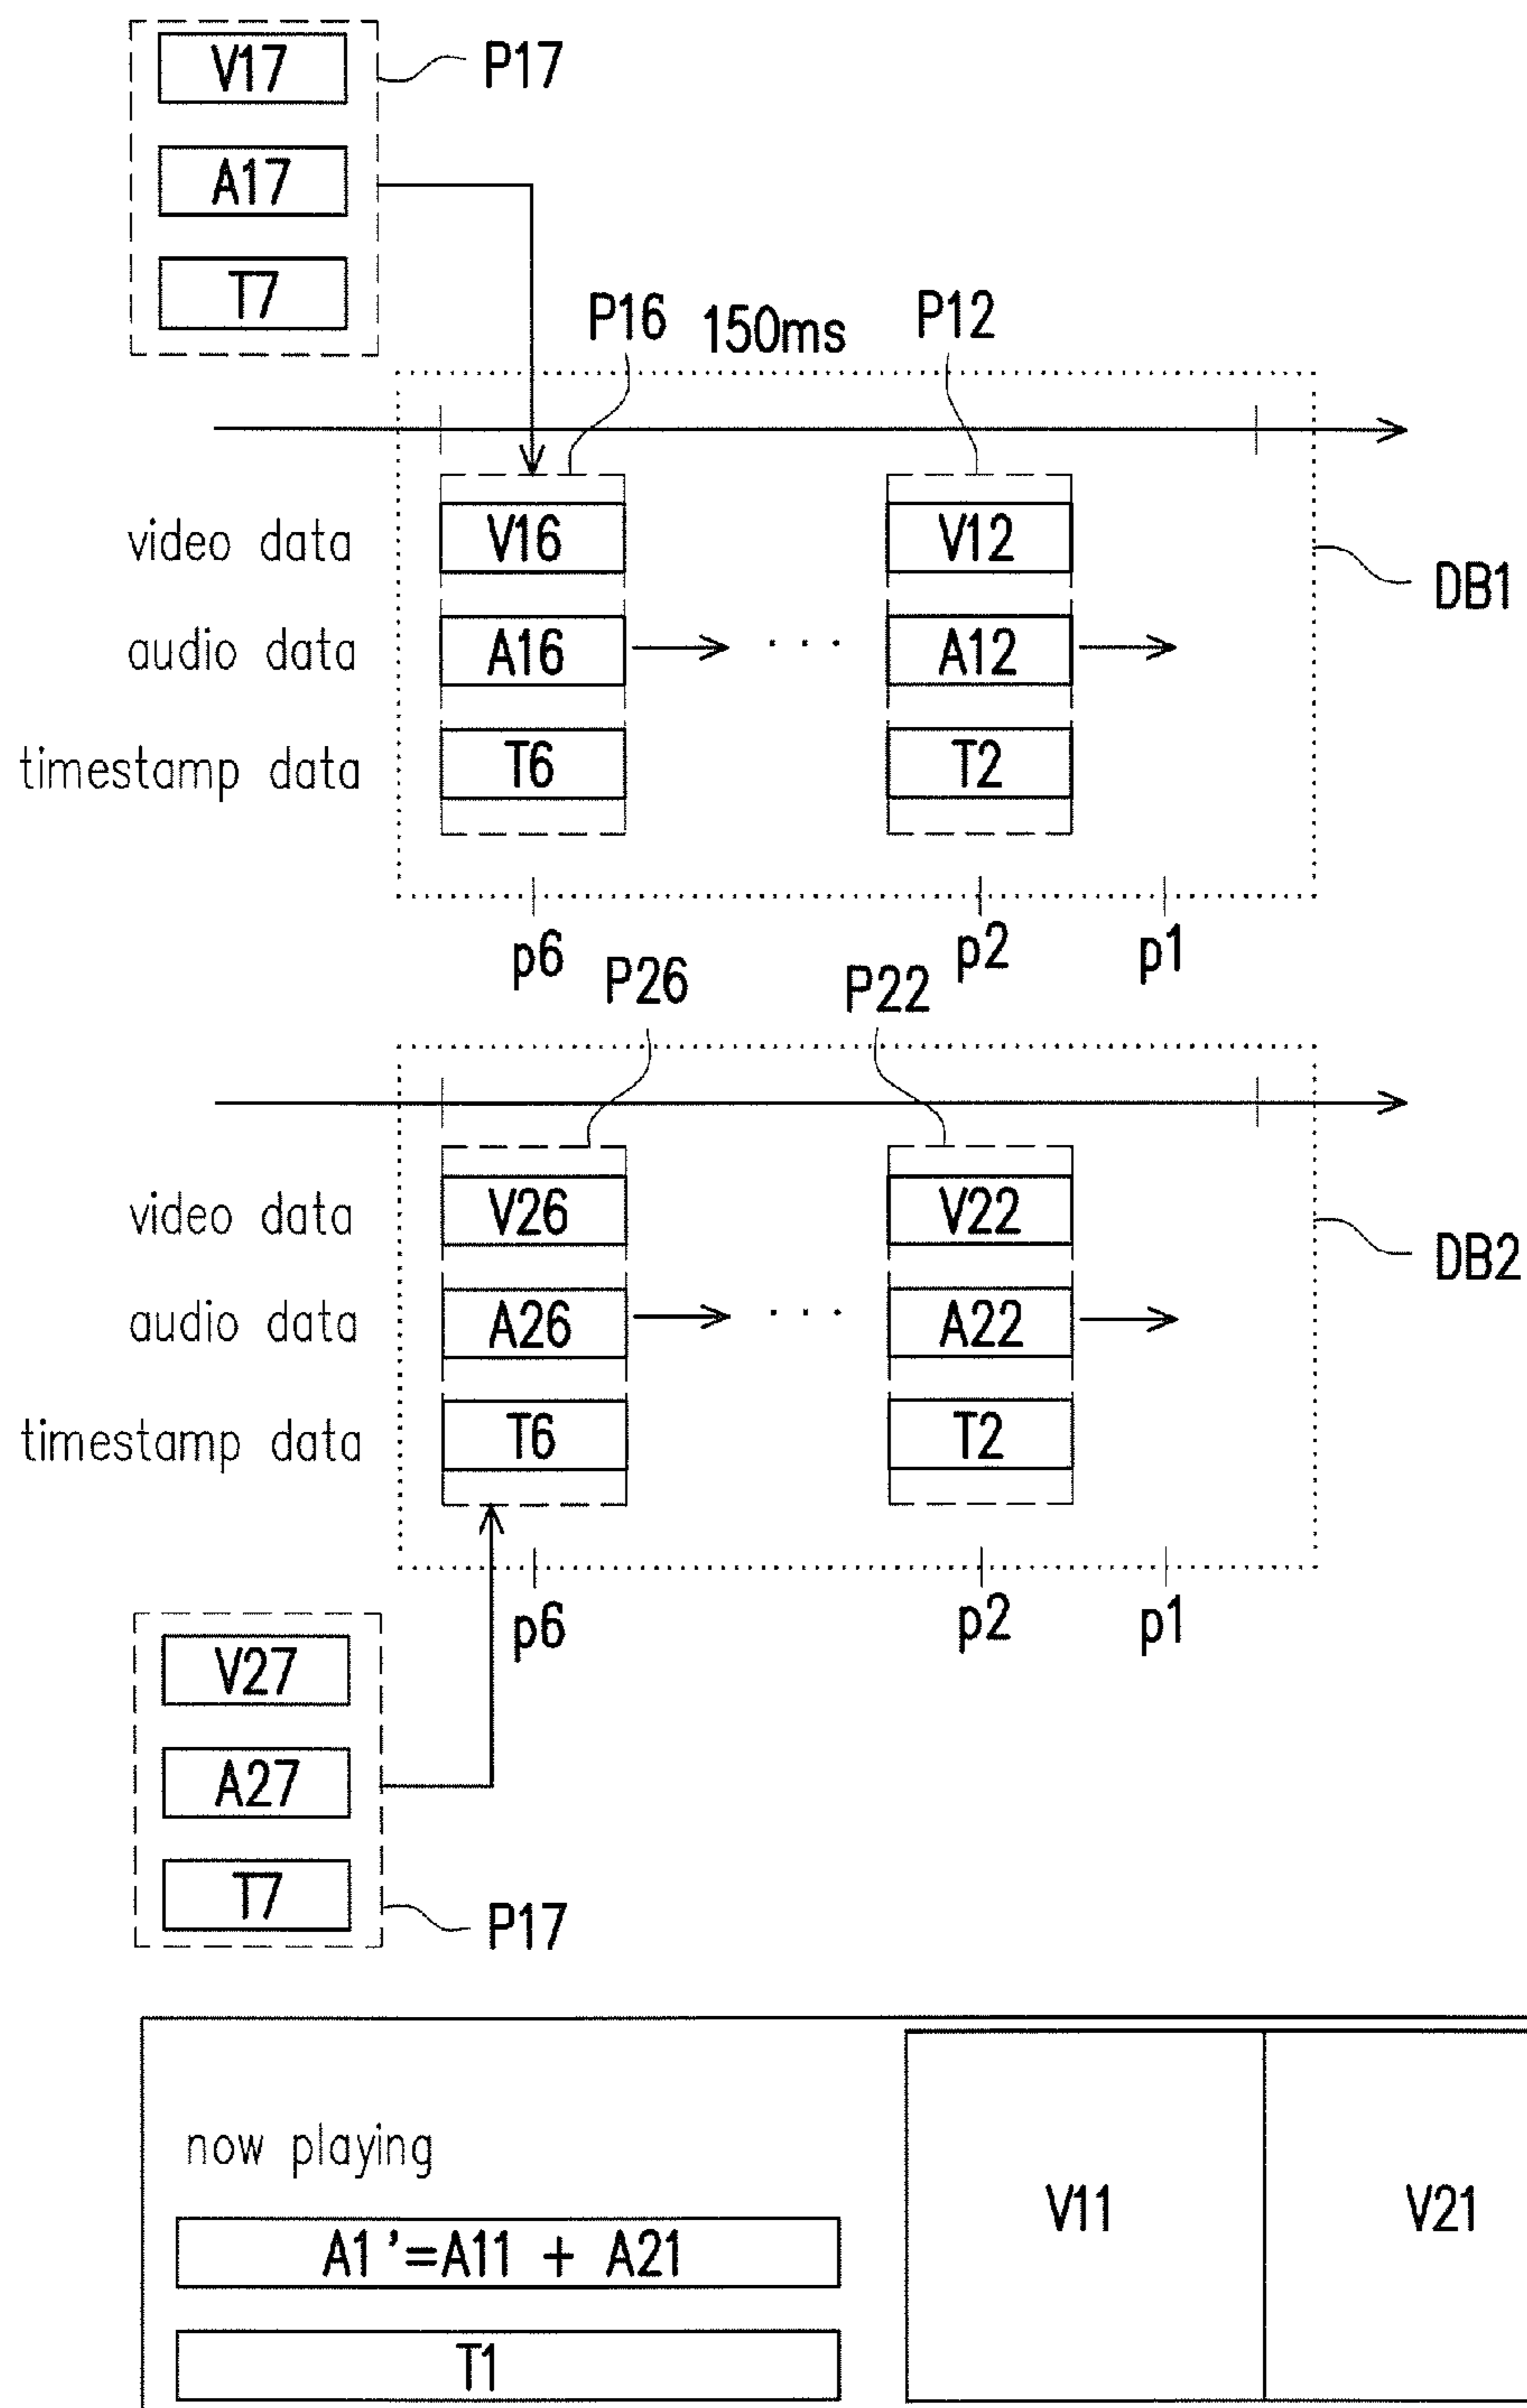 V17
P17
A17
T7
P16 150ms P12
video data V16 V12
DB1
audio data A16 ... A12
timestamp data T6 T2
p6 p2 p1
P26 P22
video data V26 V22
DB2
audio data A26 ... A22
timestamp data T6 T2
p6 p2 p1
V27
A27
T7
P17
now playing
V11 V21
A1'=A11 + A21
T1